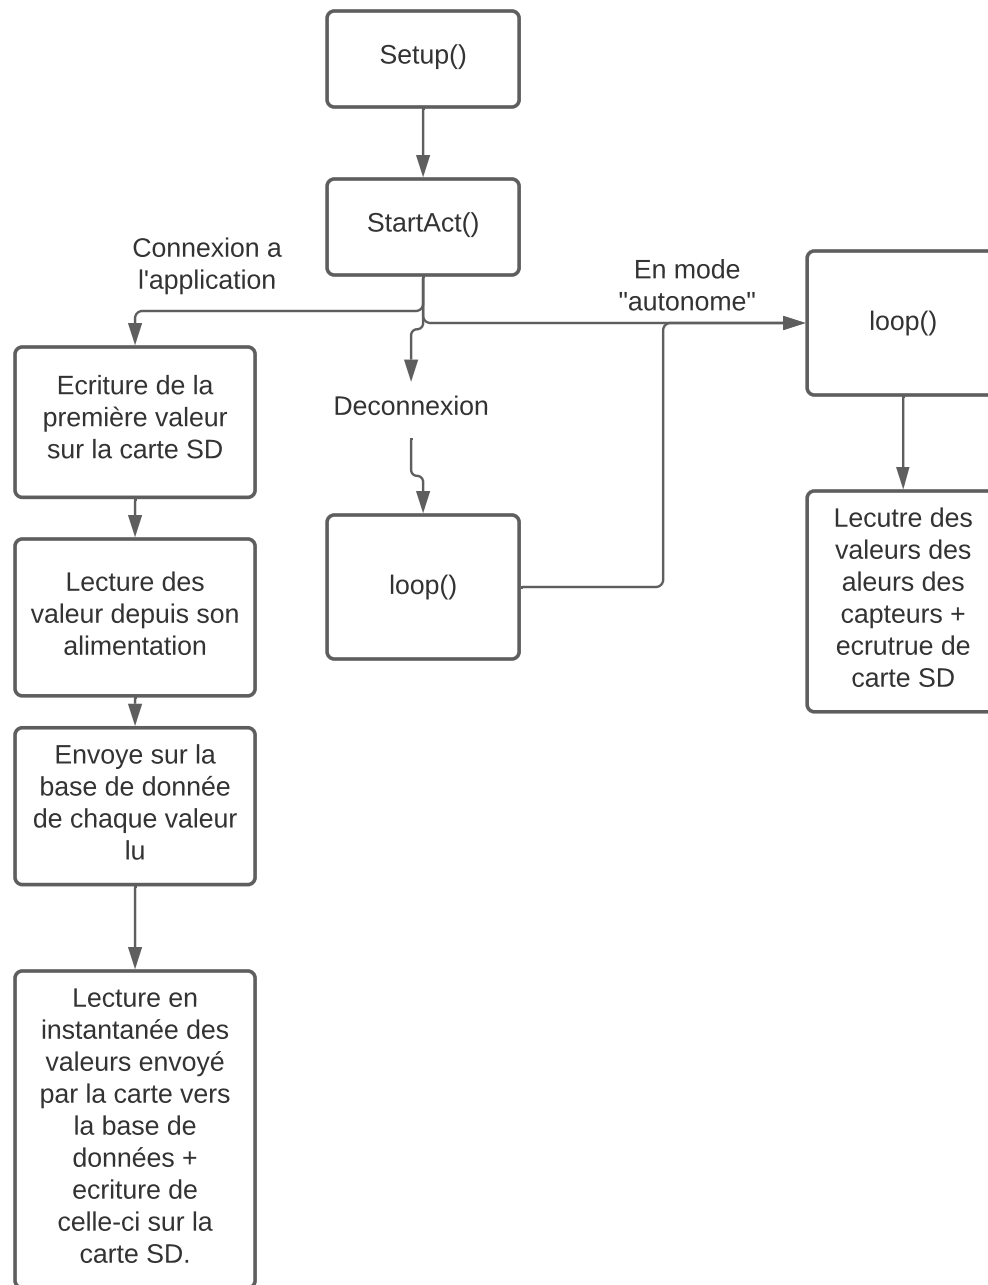 Setup()
StartAct()
Connexion a
l'application
En mode
"autonome"
loop()
Ecriture de la
première valeur
sur la carte SD
Deconnexion
Lecutre des
valeurs des
aleurs des
capteurs +
ecrutrue de
carte SD
loop()
Lecture des
valeur depuis son
alimentation
Envoye sur la
base de donnée
de chaque valeur
lu
Lecture en
instantanée des
valeurs envoyé
par la carte vers
la base de
données +
ecriture de
celle-ci sur la
carte SD.